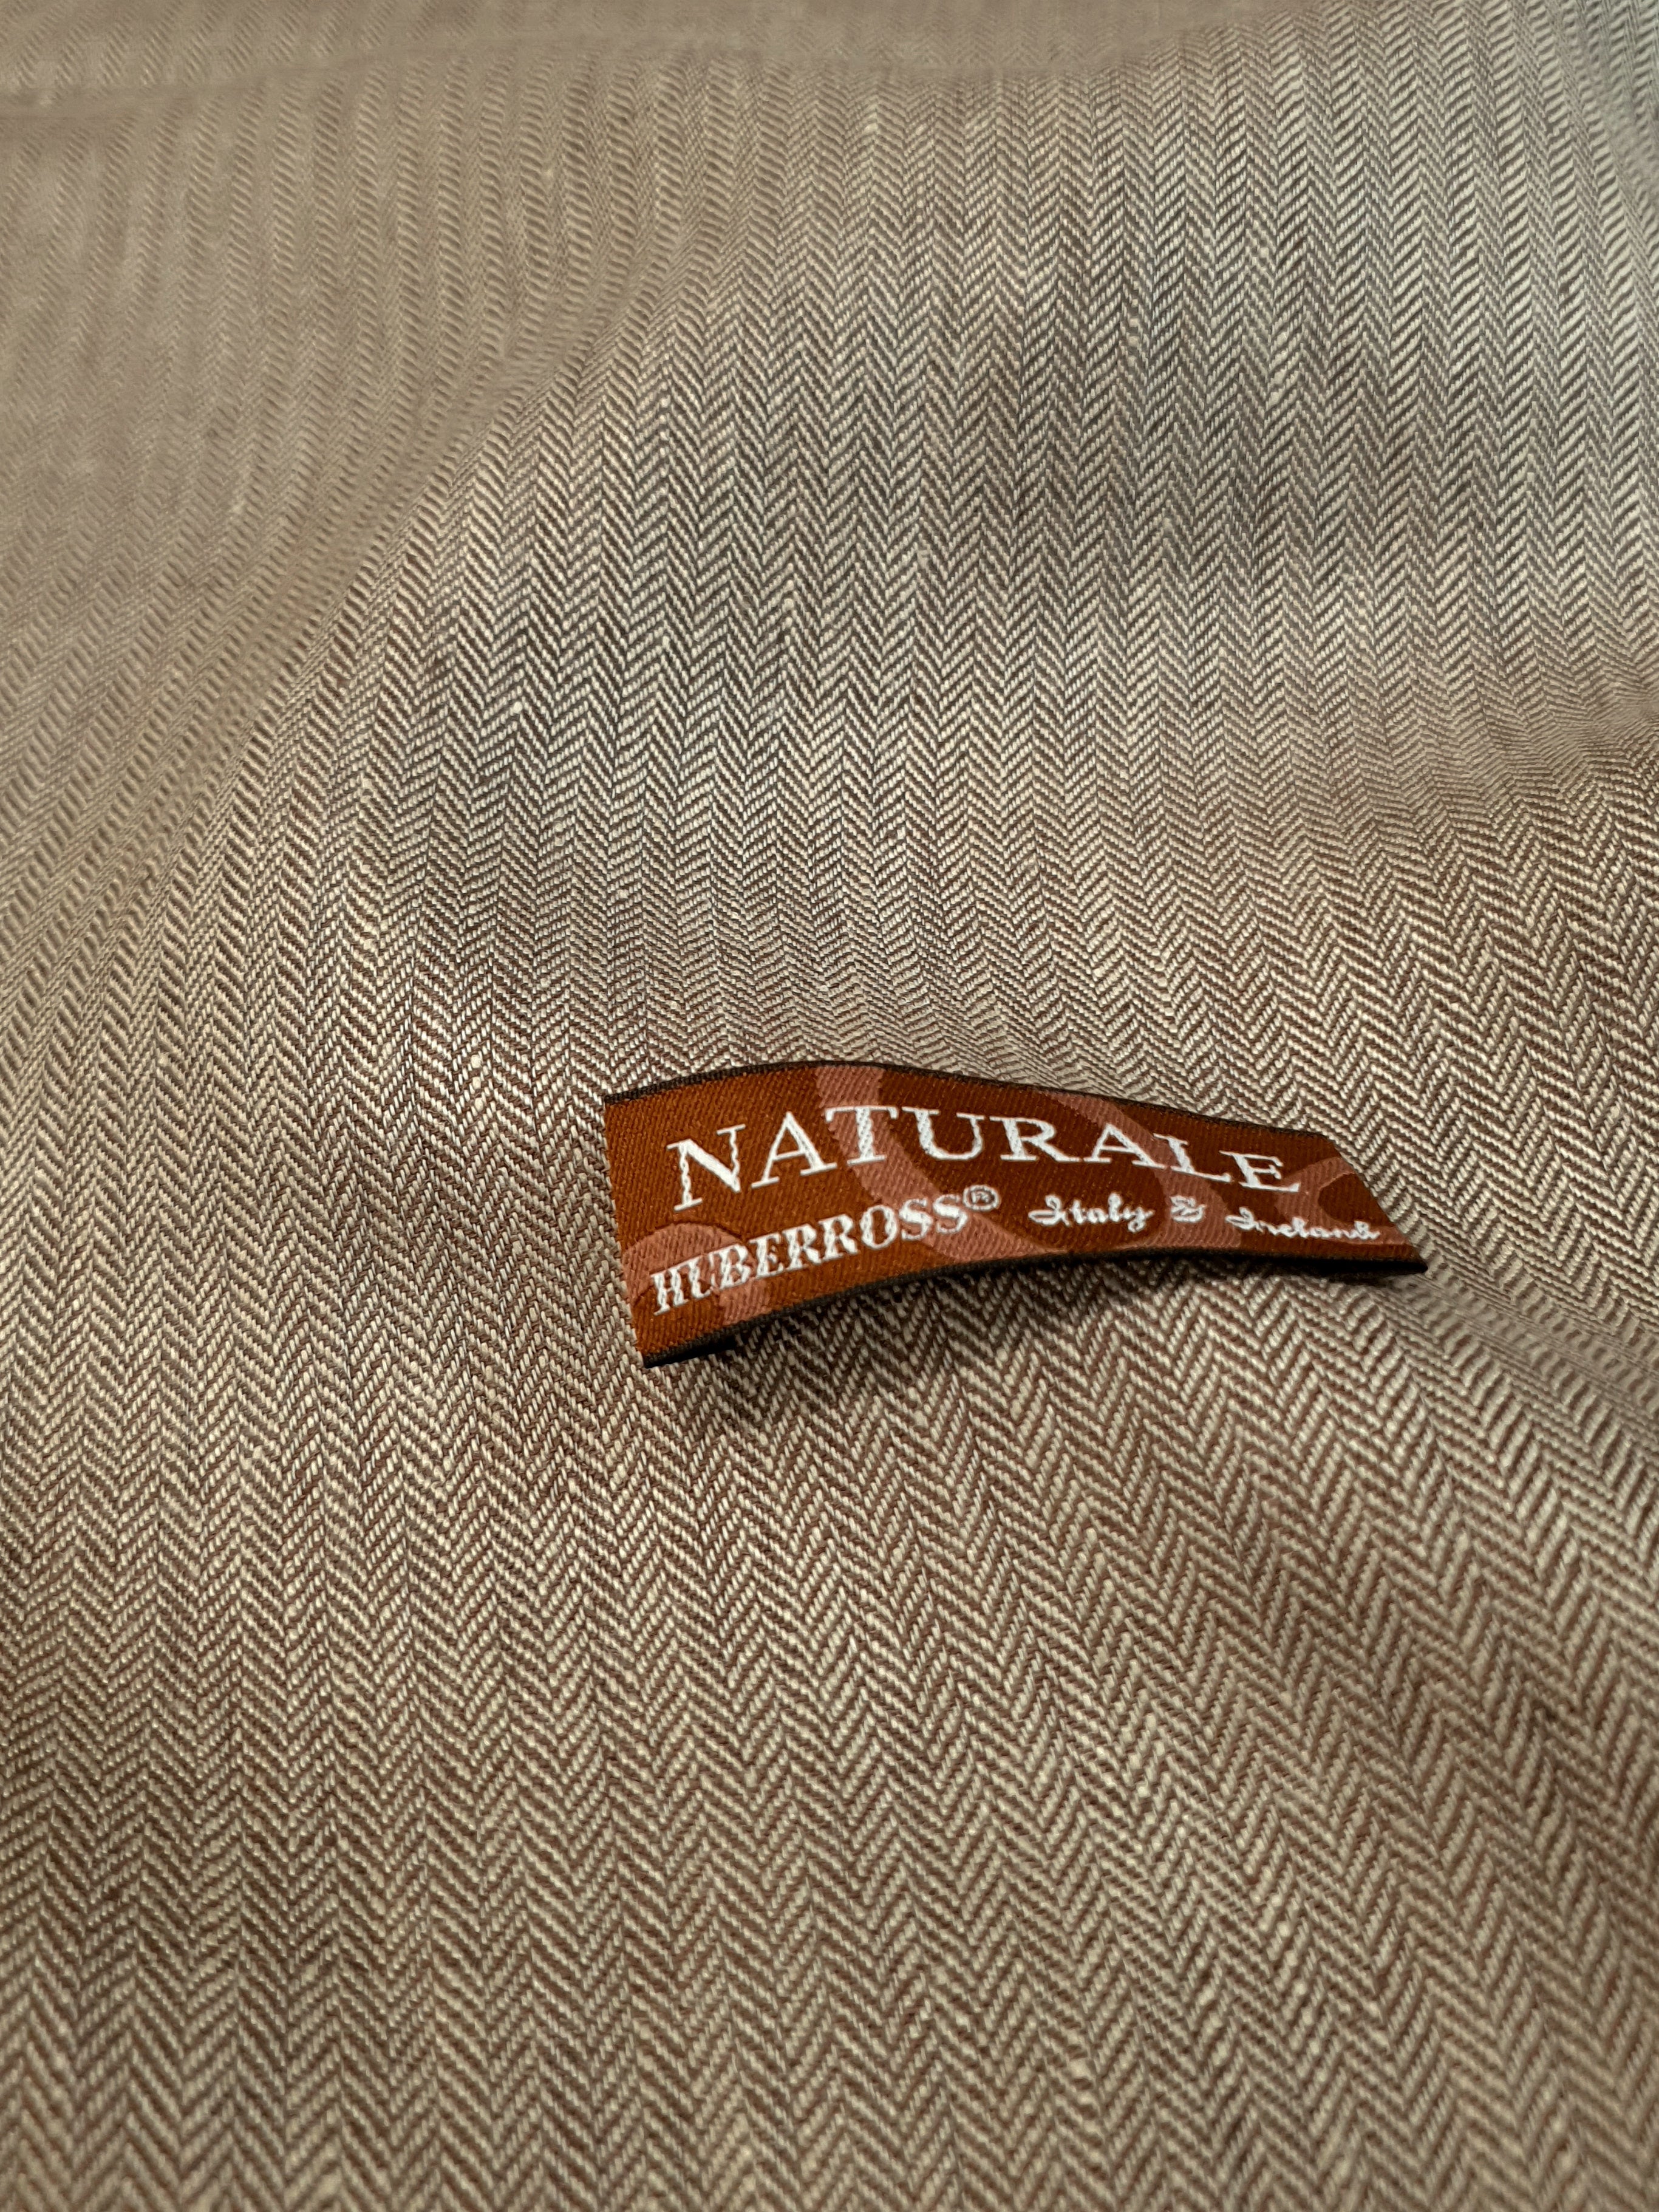 NATURALE
HUBERROSS® Italy & Ireland